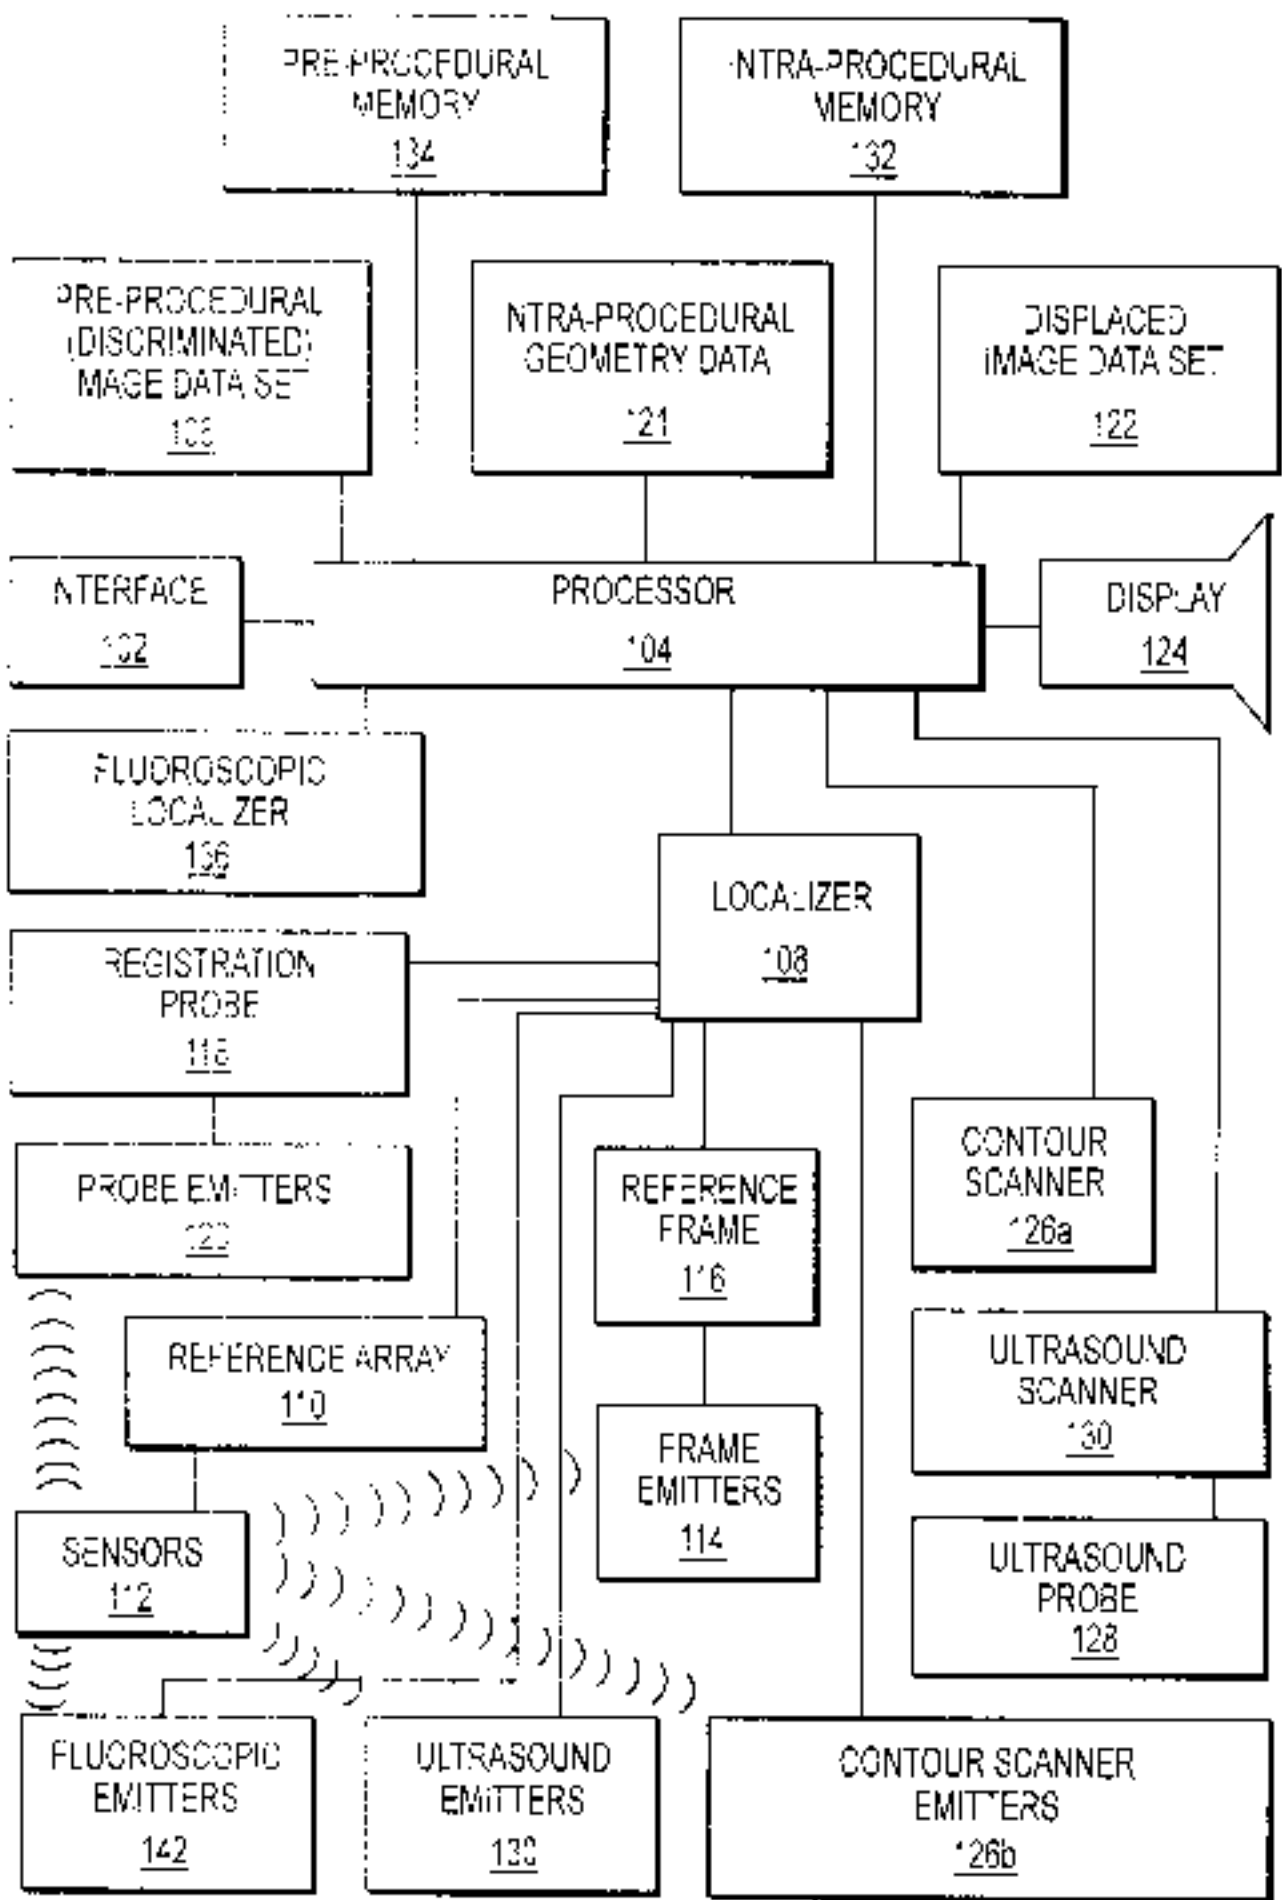 PRE-PROCEDURAL
MEMORY
134
INTRA-PROCEDURAL
MEMORY
132
PRE-PROCEDURAL
(DISCRIMINATED)
IMAGE DATA SET
INTRA-PROCEDURAL
GEOMETRY DATA
121
DISPLACED
IMAGE DATA SET
122
INTERFACE
102
PROCESSOR
104
DISPLAY
124
FLUOROSCOPIC
LOCALIZER
136
LOCALIZER
108
REGISTRATION
PROBE
118
PROBE EMITTERS
120
REFERENCE
FRAME
116
CONTOUR
SCANNER
126a
REFERENCE ARRAY
110
ULTRASOUND
SCANNER
130
FRAME
EMITTERS
114
SENSORS
112
ULTRASOUND
PROBE
128
FLUOROSCOPIC
EMITTERS
142
ULTRASOUND
EMITTERS
CONTOUR SCANNER
EMITTERS
126b